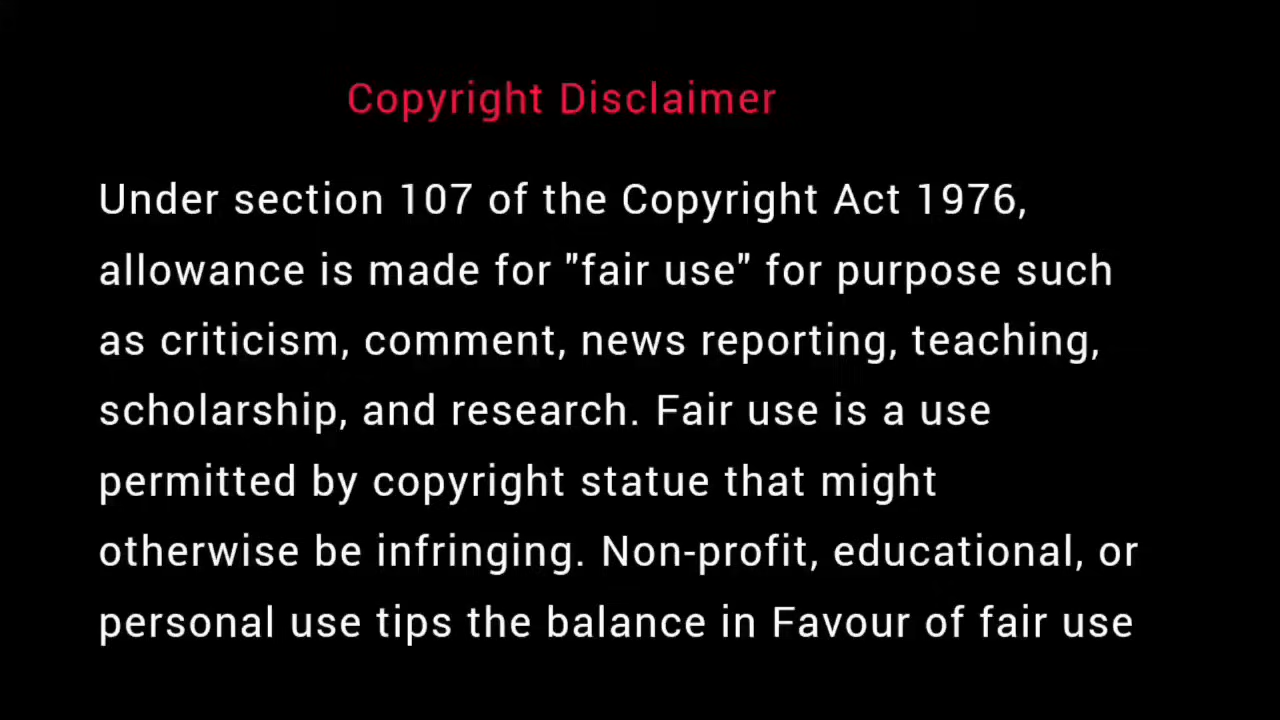 Copyright Disclaimer
Under section 107 of the Copyright Act 1976,
allowance is made for "fair use" for purpose such
as criticism, comment, news reporting, teaching,
scholarship, and research. Fair use is a use
permitted by copyright statue that might
otherwise be infringing. Non-profit, educational, or
personal use tips the balance in Favour of fair use